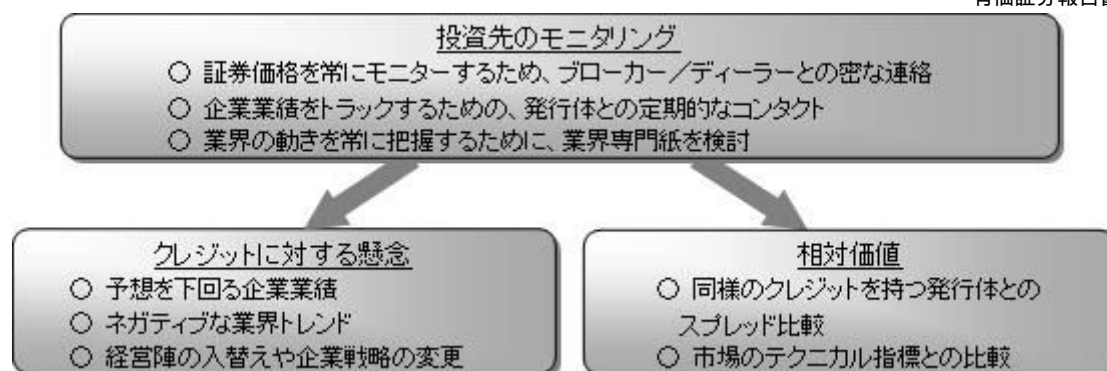 投資先のモニタリング
○ 証券価格を常にモニターするため、ブローカー／ディーラーとの密な連絡
○ 企業業績をトラックするための、発行体との定期的なコンタクト
○ 業界の動きを常に把握するために、業界専門紙を検討
クレジットに対する懸念
○ 予想を下回る企業業績
○ ネガティブな業界トレンド
○ 経営陣の入替えや企業戦略の変更
相対価値
○ 同様のクレジットを持つ発行体との
スプレッド比較
○ 市場のテクニカル指標との比較